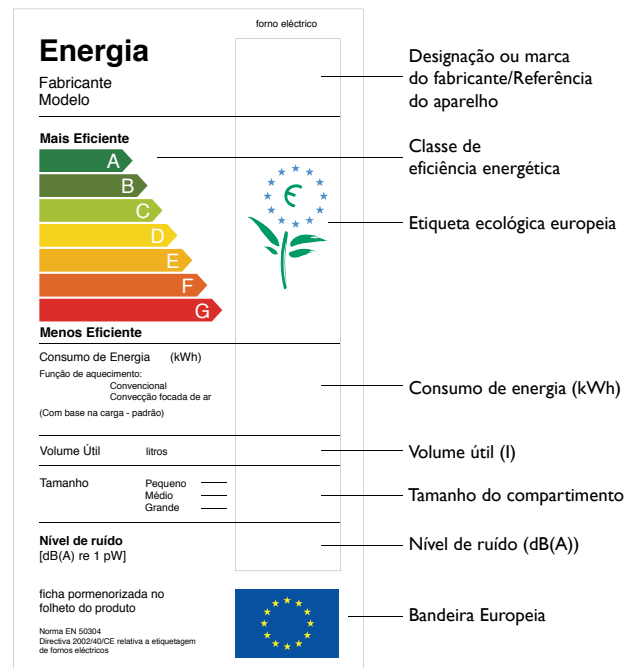 forno eléctrico
Energia
Fabricante
Modelo
Designação ou marca
do fabricante/Referência
do aparelho
Mais Eficiente
A
B
C
D
E
F
G
Menos Eficiente
Classe de
eficiência energética
Etiqueta ecológica europeia
Consumo de Energia (kWh)
Função de aquecimento:
Convencional
Convecção focada de ar
(Com base na carga - padrão)
Consumo de energia (kWh)
Volume Útil litros
Volume útil (l)
Tamanho Pequeno
Médio
Grande
Tamanho do compartimento
Nível de ruído
[dB(A) re 1 pW]
Nível de ruído (dB(A))
ficha pormenorizada no
folheto do produto
Norma EN 50304
Directiva 2002/40/CE relativa a etiquetagem
de fornos eléctricos
Bandeira Europeia